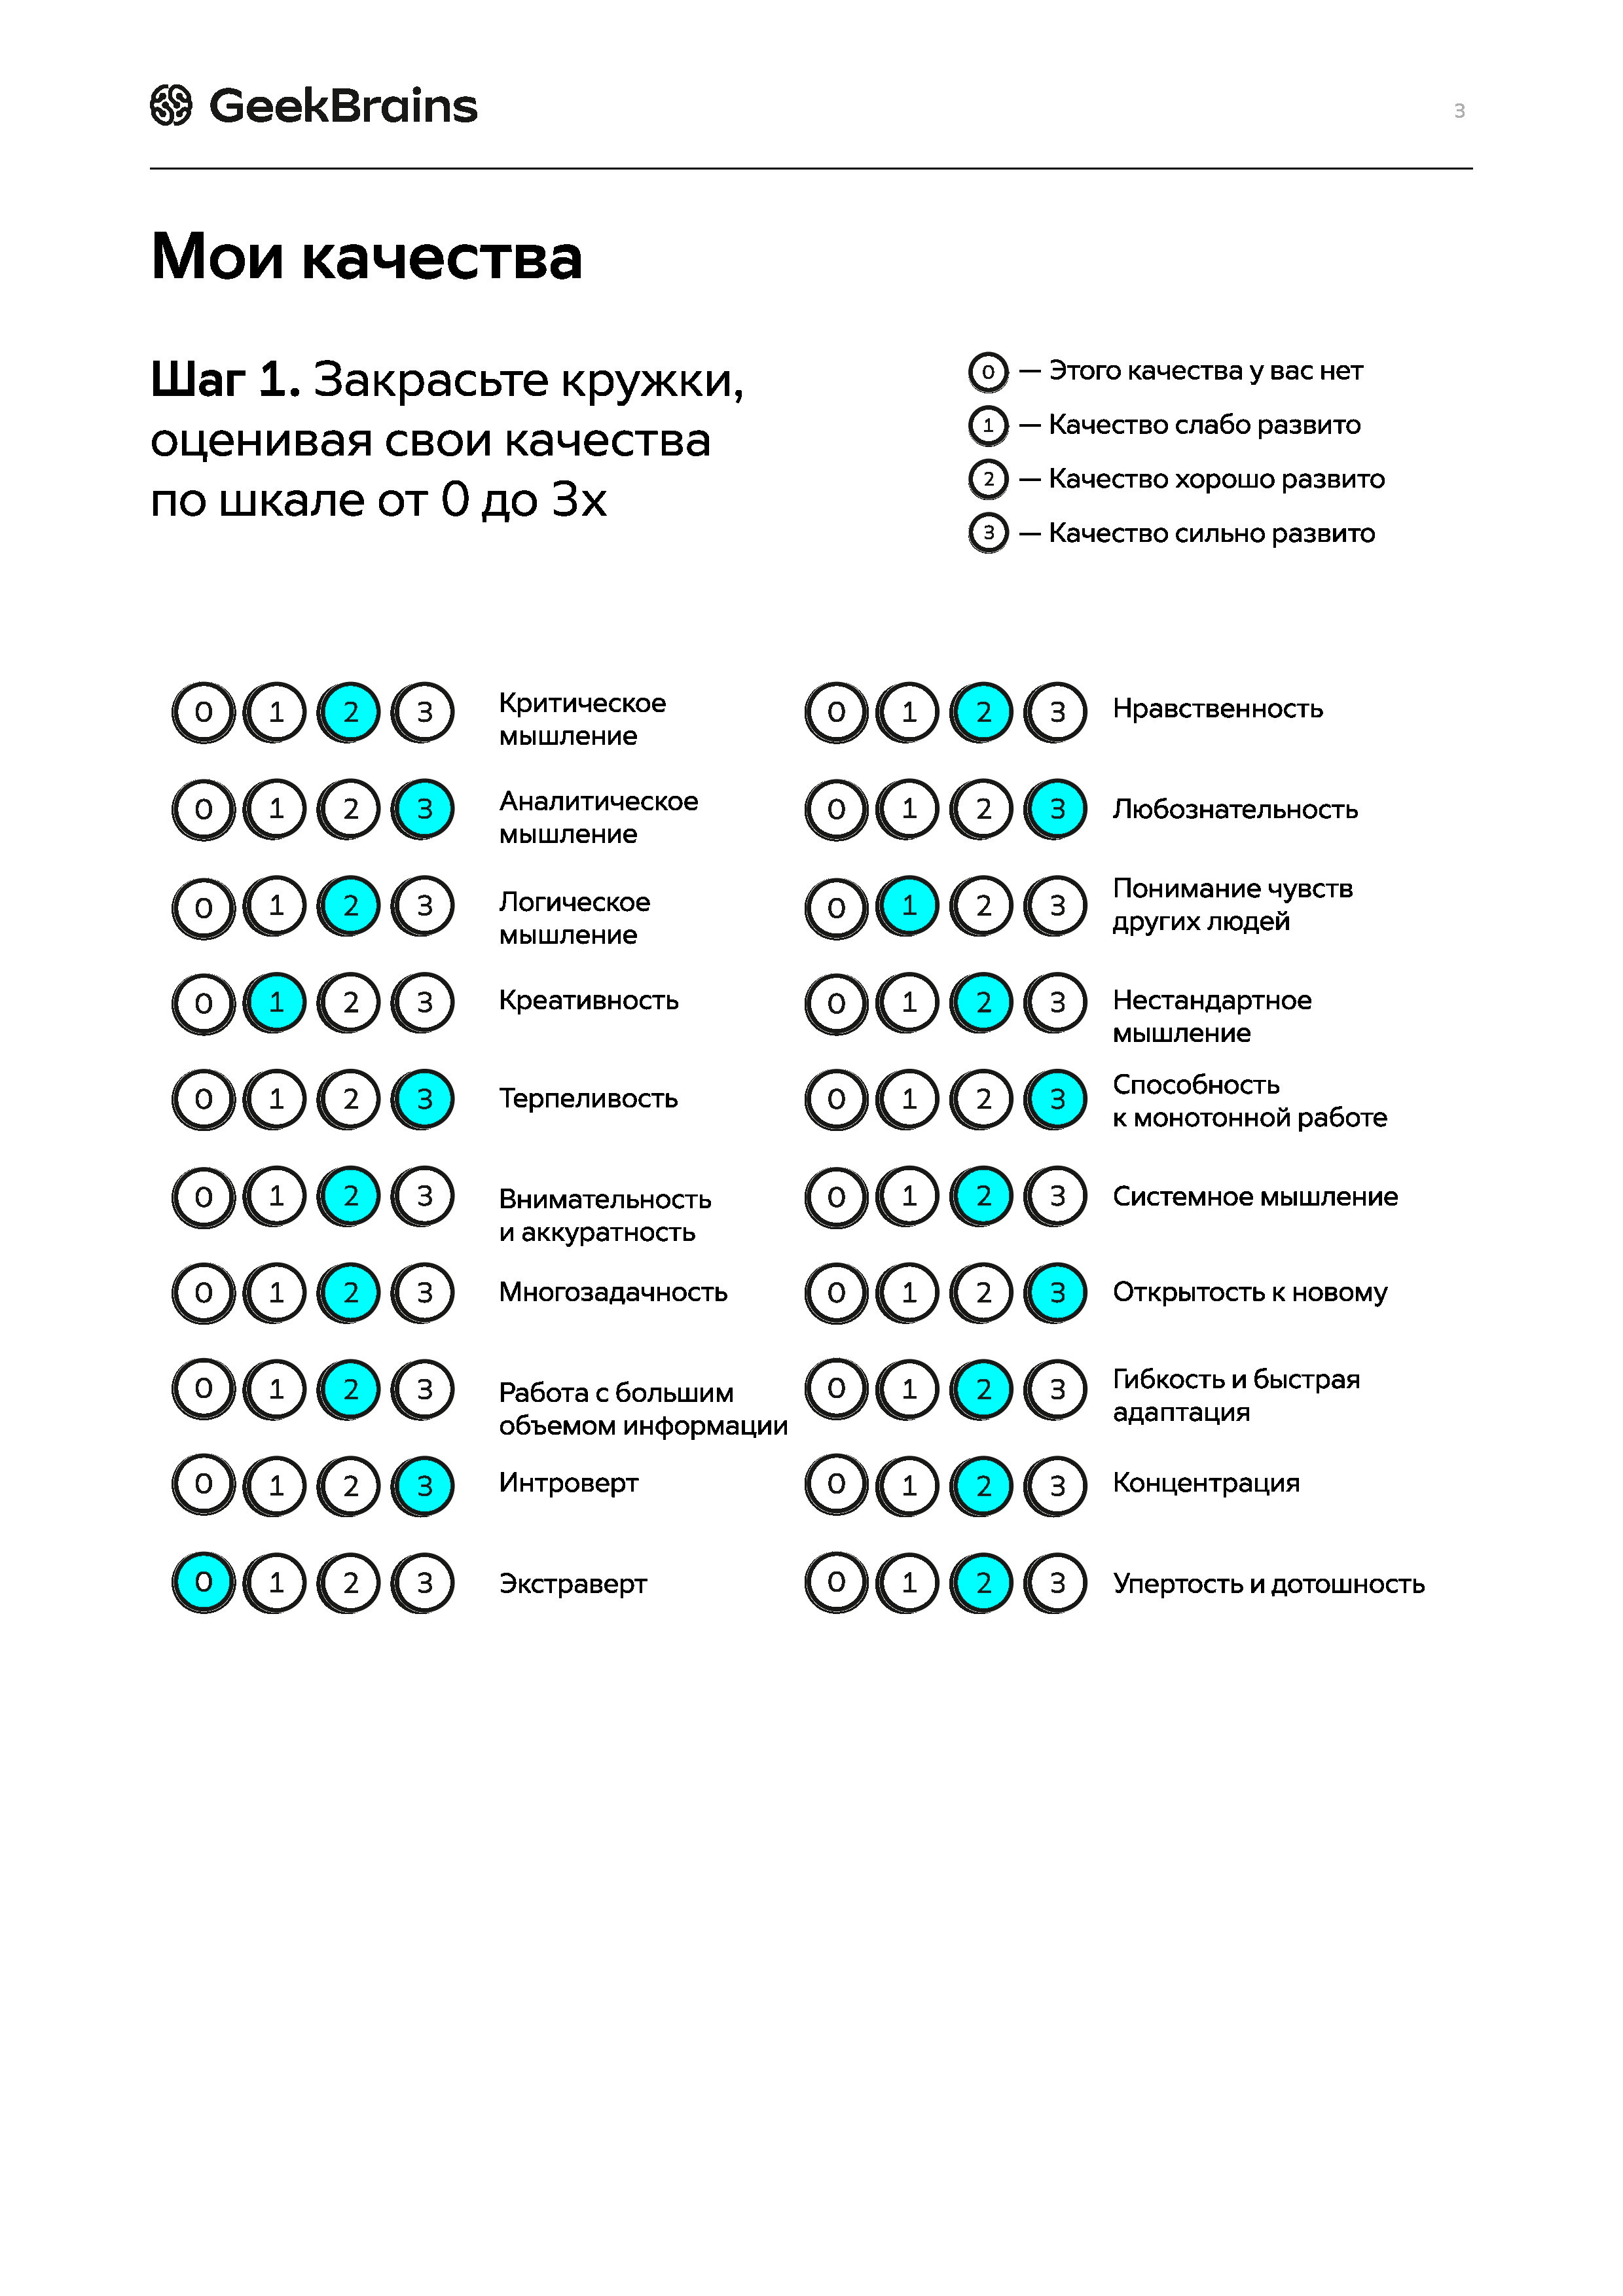 GeekBrains
3
Мои качества
Шаг 1. Закрасьте кружки,
оценивая свои качества
по шкале от 0 до 3х
0 — Этого качества у вас нет
1 — Качество слабо развито
2 — Качество хорошо развито
3 — Качество сильно развито
0 1 2 3 Критическое
мышление
0 1 2 3 Аналитическое
мышление
0 1 2 3 Логическое
мышление
0 1 2 3 Креативность
0 1 2 3 Терпеливость
0 1 2 3 Внимательность
и аккуратность
0 1 2 3 Многозадачность
0 1 2 3 Работа с большим
объемом информации
0 1 2 3 Интроверт
0 1 2 3 Экстраверт
0 1 2 3 Нравственность
0 1 2 3 Любознательность
0 1 2 3 Понимание чувств
других людей
0 1 2 3 Нестандартное
мышление
0 1 2 3 Способность
к монотонной работе
0 1 2 3 Системное мышление
0 1 2 3 Открытость к новому
0 1 2 3 Гибкость и быстрая
адаптация
0 1 2 3 Концентрация
0 1 2 3 Упертость и дотошность